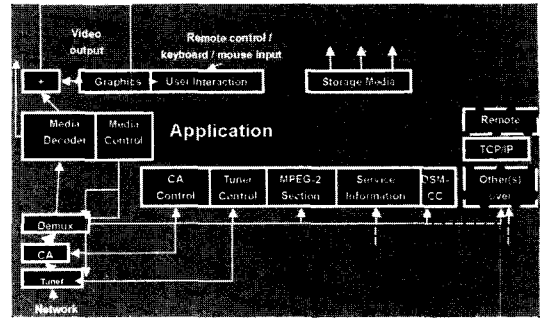 Video
output
Remote control /
keyboard / mouse input
+
Graphics
User Interaction
Storage Media
Media
Decoder
Media
Control
Application
Remote
TCP/IP
CA
Control
Tuner
Control
MPEG-2
Section
Service
Information
DSM-
CC
Other(s)
over
Demux
CA
Tuner
Network